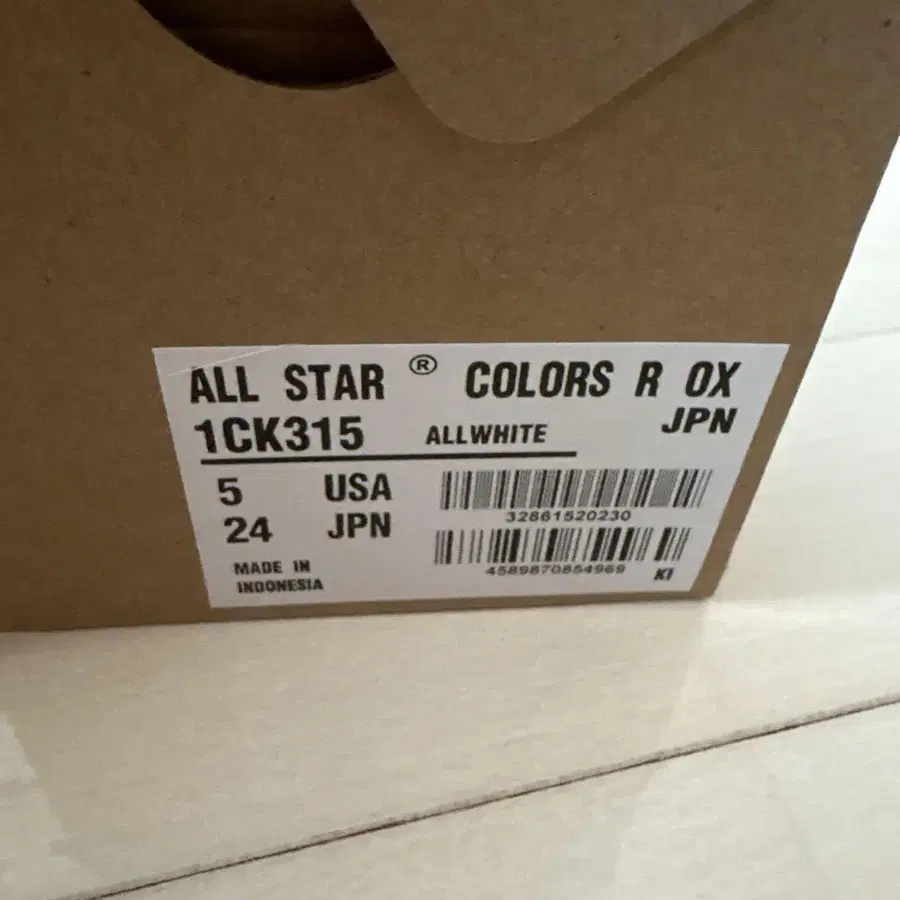 ALL STAR ® COLORS R OX
1CK315 ALLWHITE JPN
5 USA
24 JPN
32861520230
4589870854969 KI
MADE IN
INDONESIA